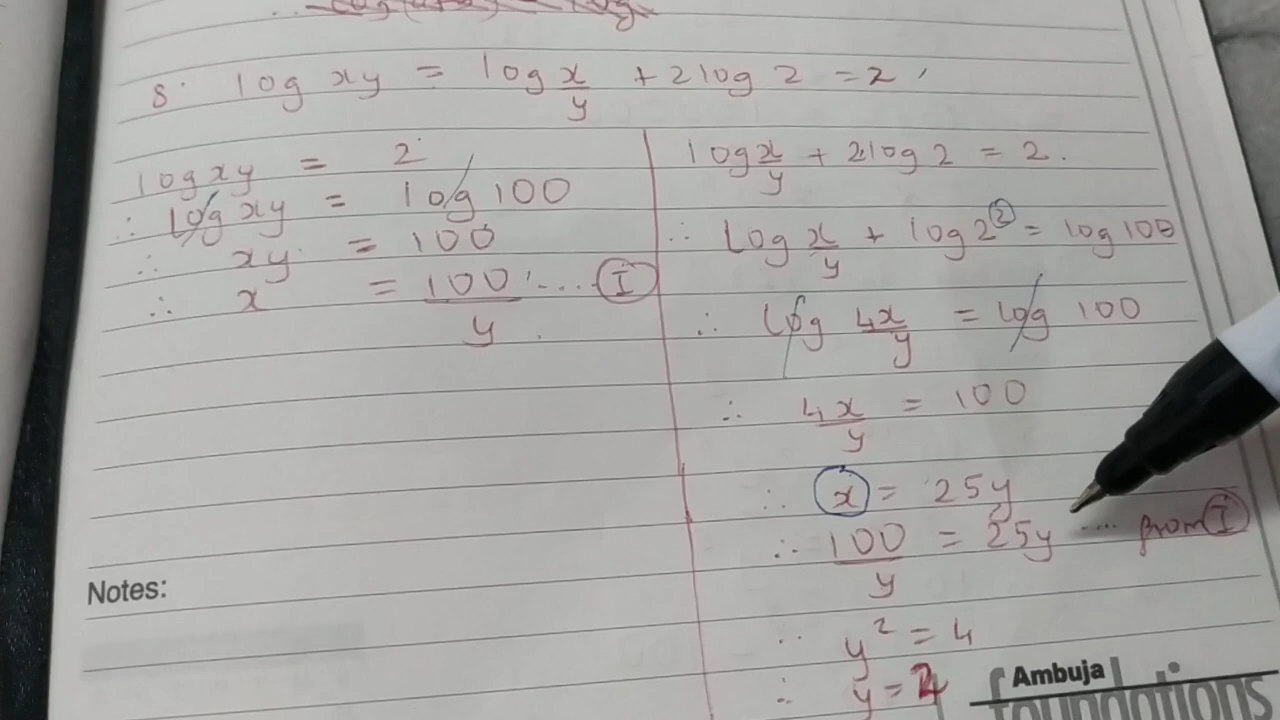 8. log xy = log x/y + 2 log 2 = 2
log xy = 2
∴ log xy = log 100
∴ xy = 100
∴ x = 100/y .... I
log x/y + 2 log 2 = 2.
∴ log x/y + log 2² = log 100
∴ log 4x/y = log 100
∴ 4x/y = 100
∴ x = 25y
∴ 100/y = 25y .... from I
∴ y² = 4
∴ y = 2
Notes:
Ambuja
foundations